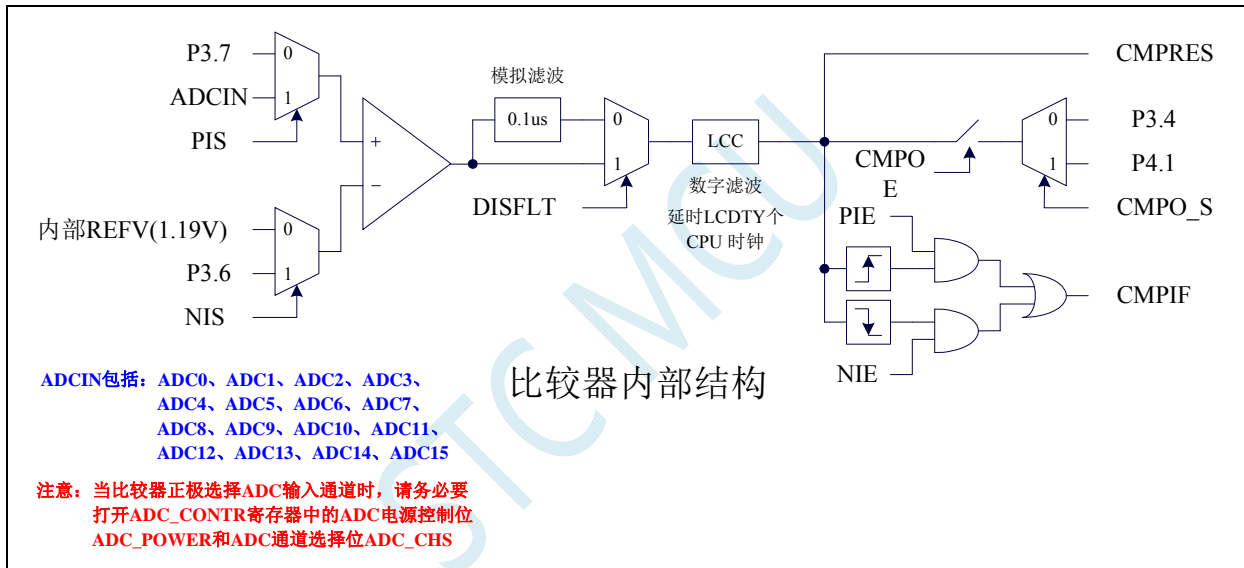 P3.7
0
ADCIN
1
PIS
+
−
内部REFV(1.19V)
0
P3.6
1
NIS
模拟滤波
0.1us
0
1
DISFLT
LCC
数字滤波
延时LCDTY个
CPU 时钟
CMPRES
CMPO
E
0
P3.4
1
P4.1
CMPO_S
PIE
CMPIF
NIE
比较器内部结构
ADCIN包括：ADC0、ADC1、ADC2、ADC3、
ADC4、ADC5、ADC6、ADC7、
ADC8、ADC9、ADC10、ADC11、
ADC12、ADC13、ADC14、ADC15
注意：当比较器正极选择ADC输入通道时，请务必要
打开ADC_CONTR寄存器中的ADC电源控制位
ADC_POWER和ADC通道选择位ADC_CHS
STC MCU